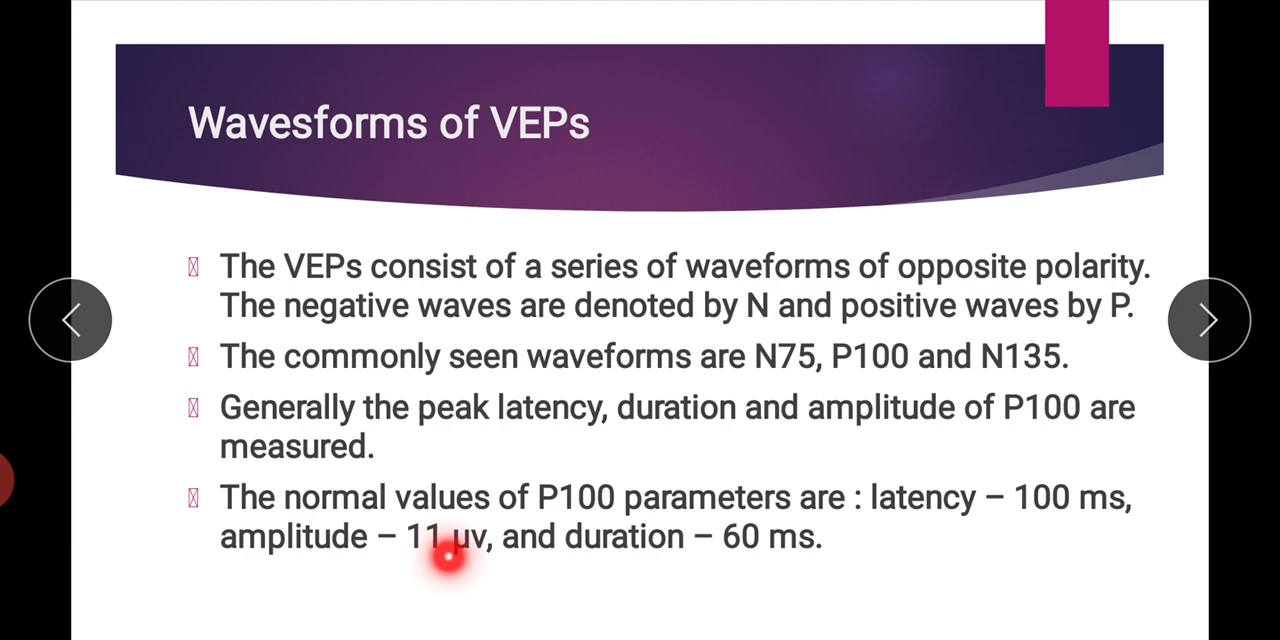 Wavesforms of VEPs
The VEPs consist of a series of waveforms of opposite polarity.
The negative waves are denoted by N and positive waves by P.
The commonly seen waveforms are N75, P100 and N135.
Generally the peak latency, duration and amplitude of P100 are
measured.
The normal values of P100 parameters are : latency – 100 ms,
amplitude – 11 μv, and duration – 60 ms.